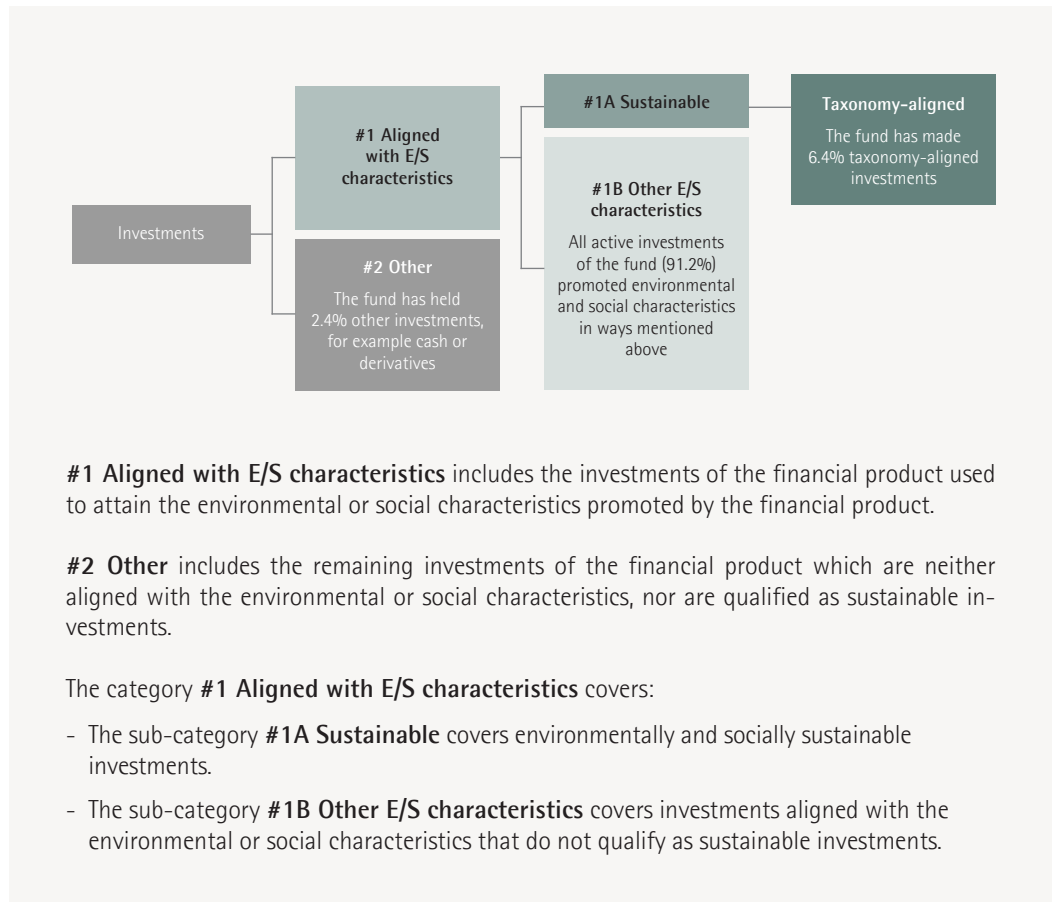 Investments
#1 Aligned
with E/S
characteristics
#2 Other
The fund has held
2.4% other investments,
for example cash or
derivatives
#1A Sustainable
#1B Other E/S
characteristics
All active investments
of the fund (91.2%)
promoted environmental
and social characteristics
in ways mentioned
above
Taxonomy-aligned
The fund has made
6.4% taxonomy-aligned
investments
#1 Aligned with E/S characteristics includes the investments of the financial product used
to attain the environmental or social characteristics promoted by the financial product.
#2 Other includes the remaining investments of the financial product which are neither
aligned with the environmental or social characteristics, nor are qualified as sustainable in-
vestments.
The category #1 Aligned with E/S characteristics covers:
- The sub-category #1A Sustainable covers environmentally and socially sustainable
investments.
- The sub-category #1B Other E/S characteristics covers investments aligned with the
environmental or social characteristics that do not qualify as sustainable investments.